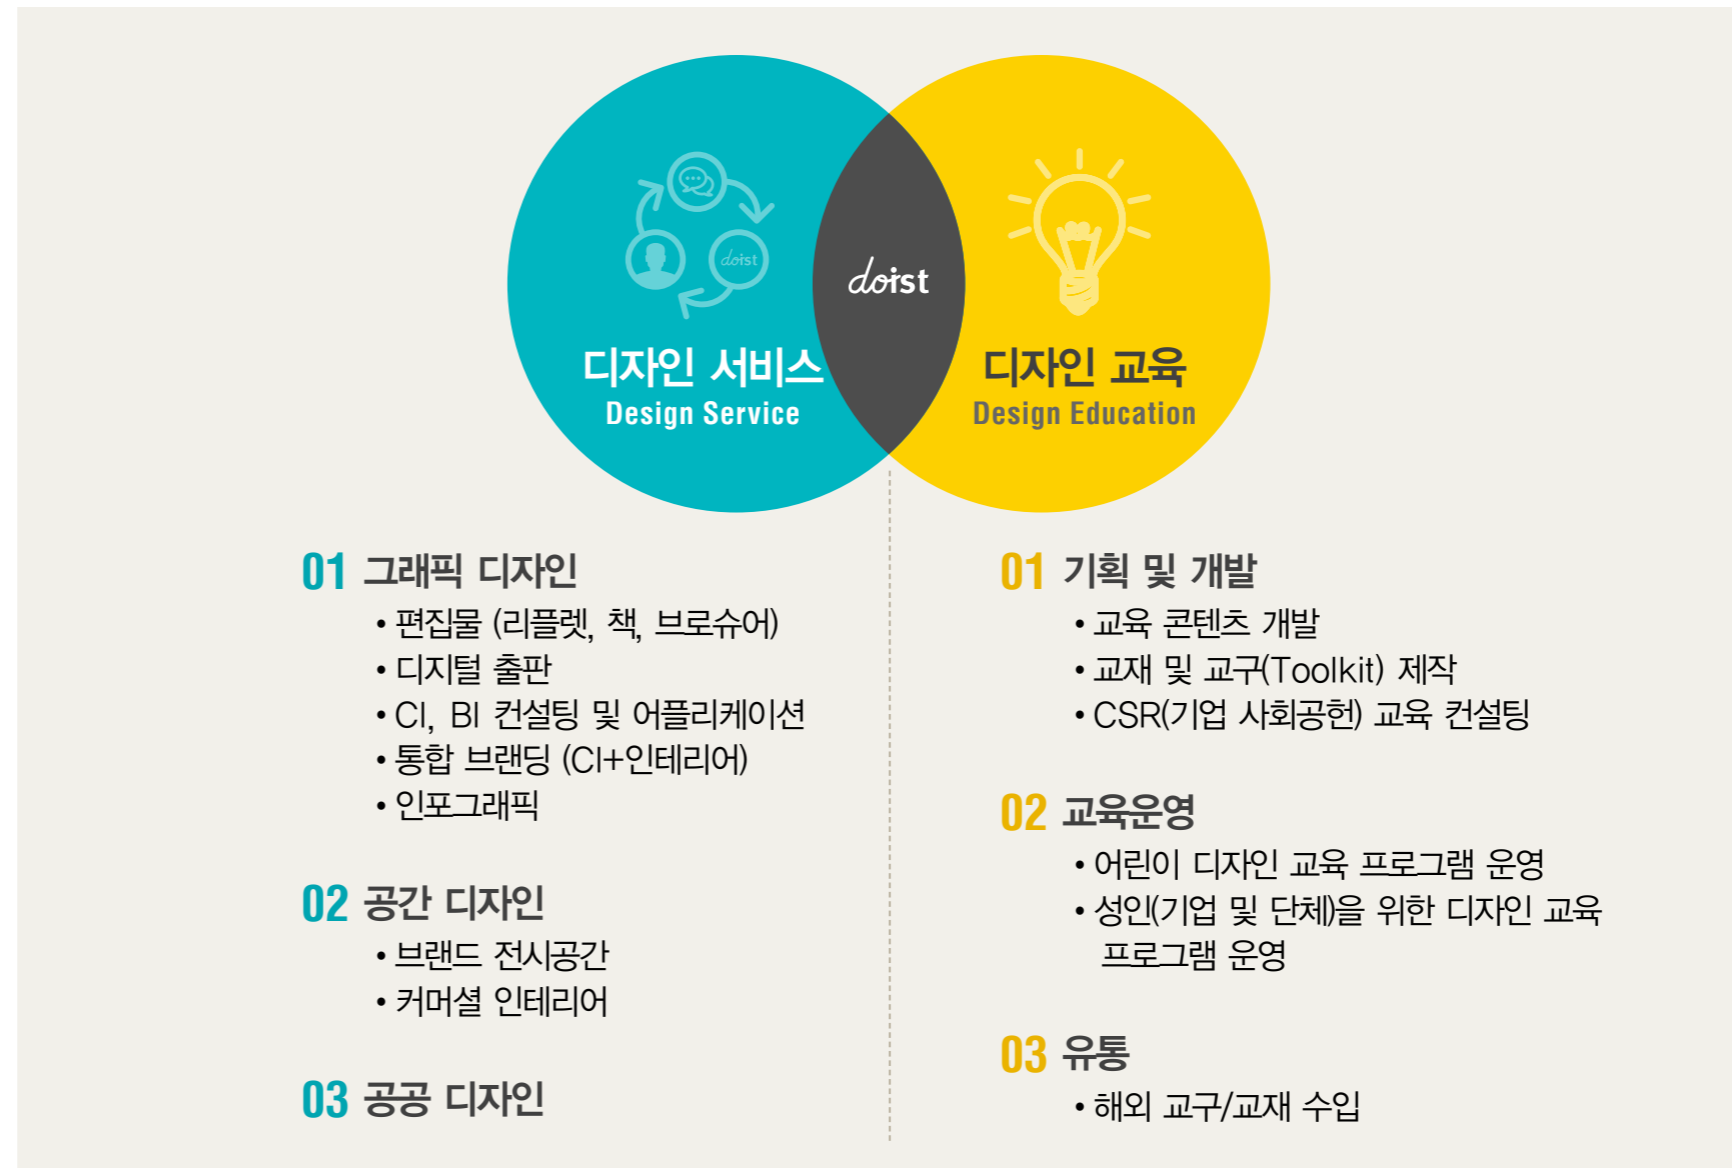 doist
doist
디자인 서비스
Design Service
디자인 교육
Design Education
01 그래픽 디자인
• 편집물 (리플렛, 책, 브로슈어)
• 디지털 출판
• CI, BI 컨설팅 및 어플리케이션
• 통합 브랜딩 (CI+인테리어)
• 인포그래픽
02 공간 디자인
• 브랜드 전시공간
• 커머셜 인테리어
03 공공 디자인
01 기획 및 개발
• 교육 콘텐츠 개발
• 교재 및 교구(Toolkit) 제작
• CSR(기업 사회공헌) 교육 컨설팅
02 교육운영
• 어린이 디자인 교육 프로그램 운영
• 성인(기업 및 단체)을 위한 디자인 교육
프로그램 운영
03 유통
• 해외 교구/교재 수입